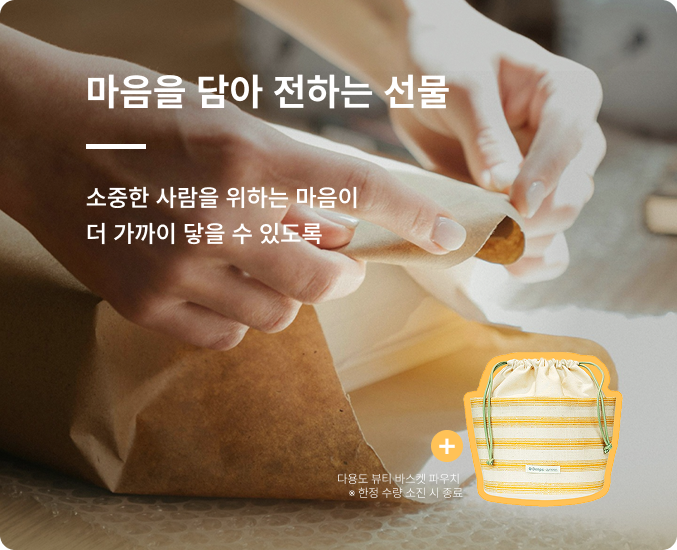 마음을 담아 전하는 선물
소중한 사람을 위하는 마음이
더 가까이 닿을 수 있도록
+
다용도 뷰티 바스켓 파우치
※ 한정 수량 소진 시 종료